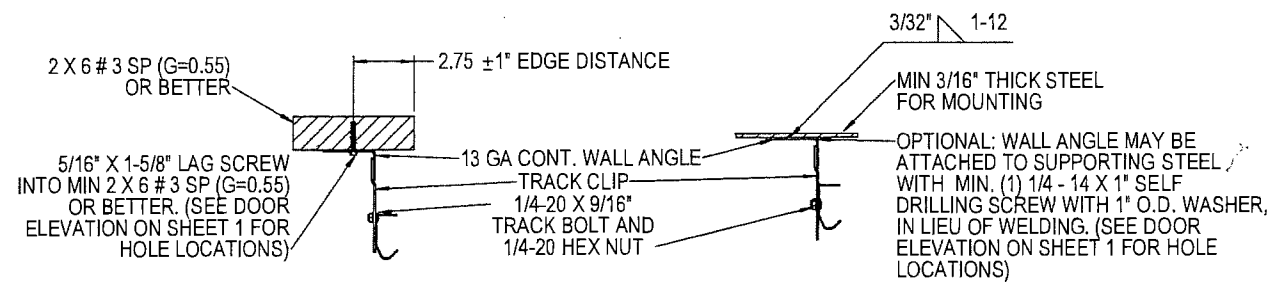 2 X 6 # 3 SP (G=0.55)
OR BETTER
2.75 ±1" EDGE DISTANCE
5/16" X 1-5/8" LAG SCREW
INTO MIN 2 X 6 # 3 SP (G=0.55)
OR BETTER. (SEE DOOR
ELEVATION ON SHEET 1 FOR
HOLE LOCATIONS)
13 GA CONT. WALL ANGLE
TRACK CLIP
1/4-20 X 9/16"
TRACK BOLT AND
1/4-20 HEX NUT
3/32" 1-12
MIN 3/16" THICK STEEL
FOR MOUNTING
OPTIONAL: WALL ANGLE MAY BE
ATTACHED TO SUPPORTING STEEL
WITH MIN. (1) 1/4 - 14 X 1" SELF
DRILLING SCREW WITH 1" O.D. WASHER,
IN LIEU OF WELDING. (SEE DOOR
ELEVATION ON SHEET 1 FOR HOLE
LOCATIONS)